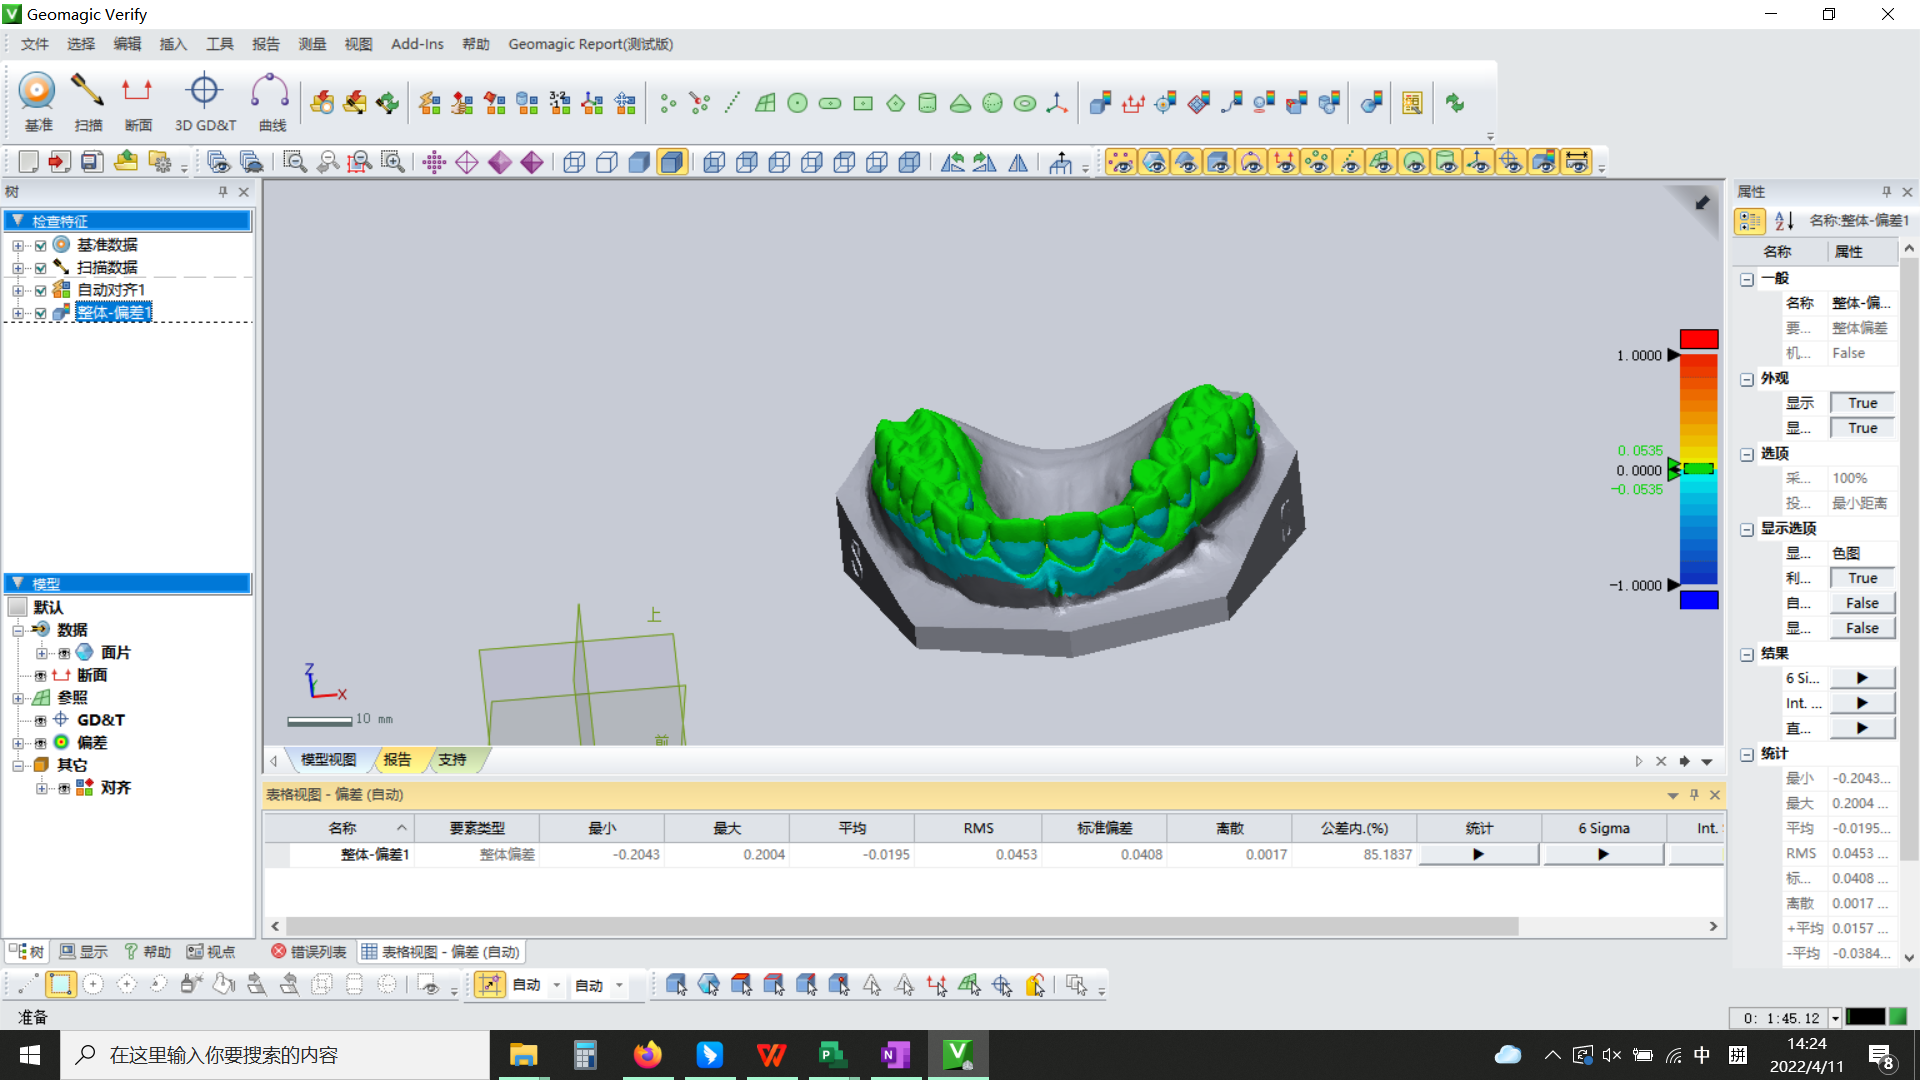 Geomagic Verify
文件 选择 编辑 插入 工具 报告 测量 视图 Add-Ins 帮助 Geomagic Report(测试版)
基准 扫描 断面 3D GD&T 曲线
树
检查特征
基准数据
扫描数据
自动对齐1
整体-偏差1
模型
默认
数据
面片
断面
参照
GD&T
偏差
其它
对齐
树 显示 帮助 视点
上
前
Z
X
10 mm
1.0000
0.0535
0.0000
-0.0535
-1.0000
模型视图 报告 支持
表格视图 - 偏差 (自动)
名称 要素类型 最小 最大 平均 RMS 标准偏差 离散 公差内.(%) 统计 6 Sigma Int.
整体-偏差1 整体偏差 -0.2043 0.2004 -0.0195 0.0453 0.0408 0.0017 85.1837
错误列表 表格视图 - 偏差 (自动)
属性
名称:整体-偏差1
名称 属性
一般
名称 整体-偏...
要... 整体偏差
机... False
外观
显示 True
显... True
选项
采... 100%
投... 最小距离
显示选项
显... 色图
利... True
自... False
显... False
结果
6 Si...
Int. ...
直...
统计
最小 -0.2043...
最大 0.2004 ...
平均 -0.0195...
RMS 0.0453 ...
标... 0.0408 ...
离散 0.0017 ...
+平均 0.0157 ...
-平均 -0.0384...
自动 自动
准备
0: 1:45.12
在这里输入你要搜索的内容
中 拼
14:24
2022/4/11
8